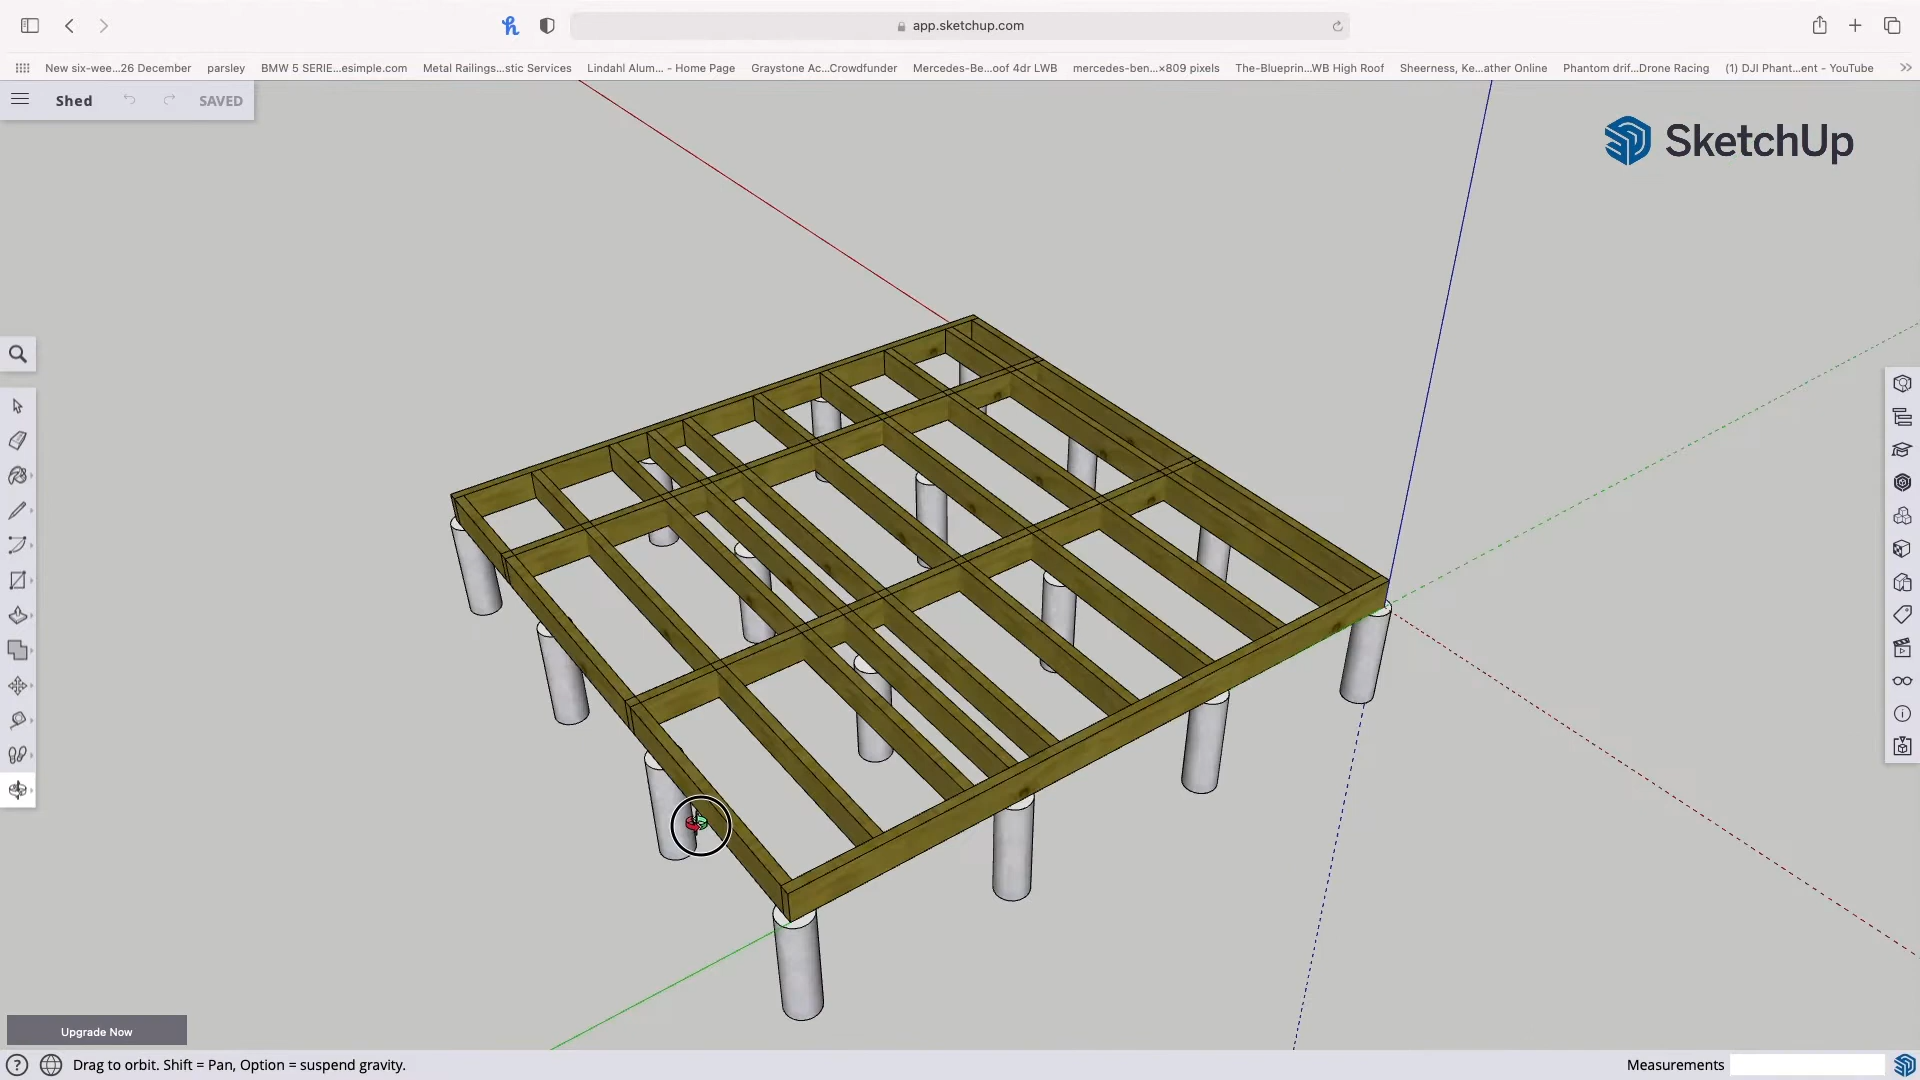 app.sketchup.com
New six-wee...26 December parsley BMW 5 SERIE...esimple.com Metal Railings...stic Services Lindahl Alum... - Home Page Graystone Ac...Crowdfunder Mercedes-Be...oof 4dr LWB mercedes-ben...×809 pixels The-Blueprin...WB High Roof Sheerness, Ke...ather Online Phantom drif...Drone Racing (1) DJI Phant...ent - YouTube
Shed SAVED
SketchUp
Upgrade Now
Drag to orbit. Shift = Pan, Option = suspend gravity. Measurements